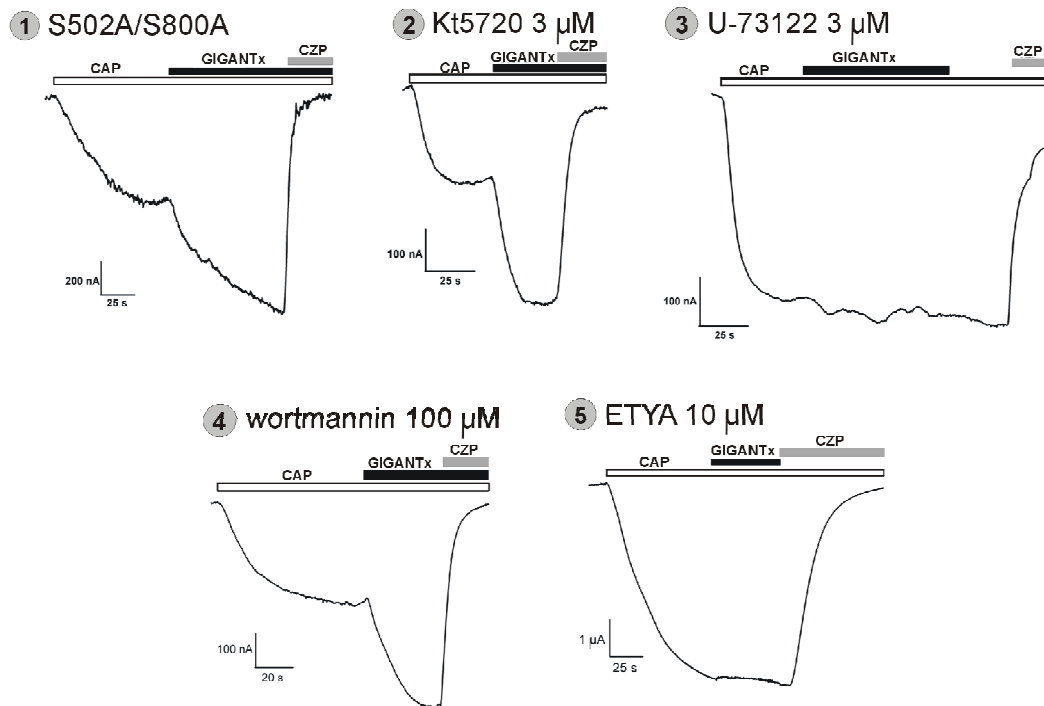 1 S502A/S800A
CZP
GIGANTx
CAP
200 nA
25 s
2 Kt5720 3 µM
CZP
GIGANTx
CAP
100 nA
25 s
3 U-73122 3 µM
CZP
GIGANTx
CAP
100 nA
25 s
4 wortmannin 100 µM
CZP
GIGANTx
CAP
100 nA
20 s
5 ETYA 10 µM
CZP
GIGANTx
CAP
1 µA
25 s